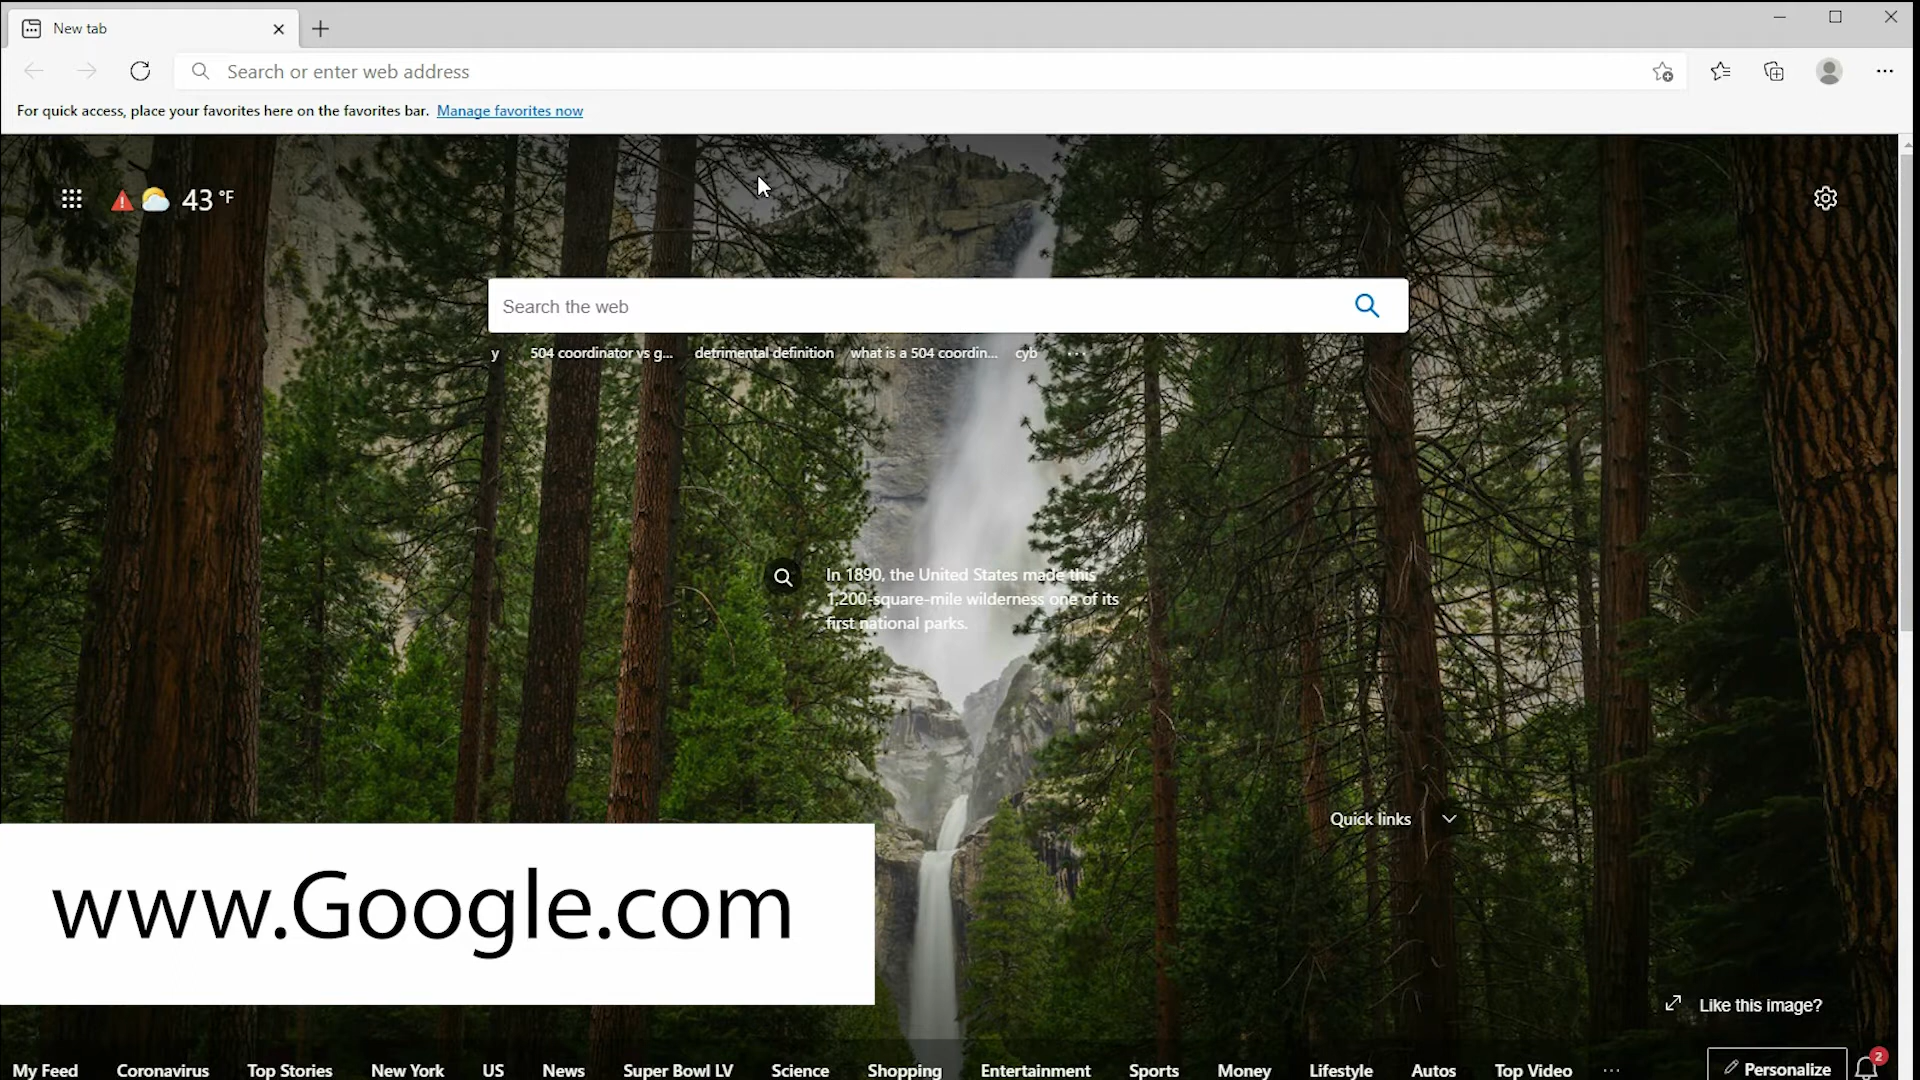 New tab
Search or enter web address
For quick access, place your favorites here on the favorites bar. Manage favorites now
43 °F
Search the web
y 504 coordinator vs g... detrimental definition what is a 504 coordin... cyb ...
In 1890, the United States made this
1,200-square-mile wilderness one of its
first national parks.
Quick links
www.Google.com
Like this image?
My Feed Coronavirus Top Stories New York US News Super Bowl LV Science Shopping Entertainment Sports Money Lifestyle Autos Top Video ... Personalize 2